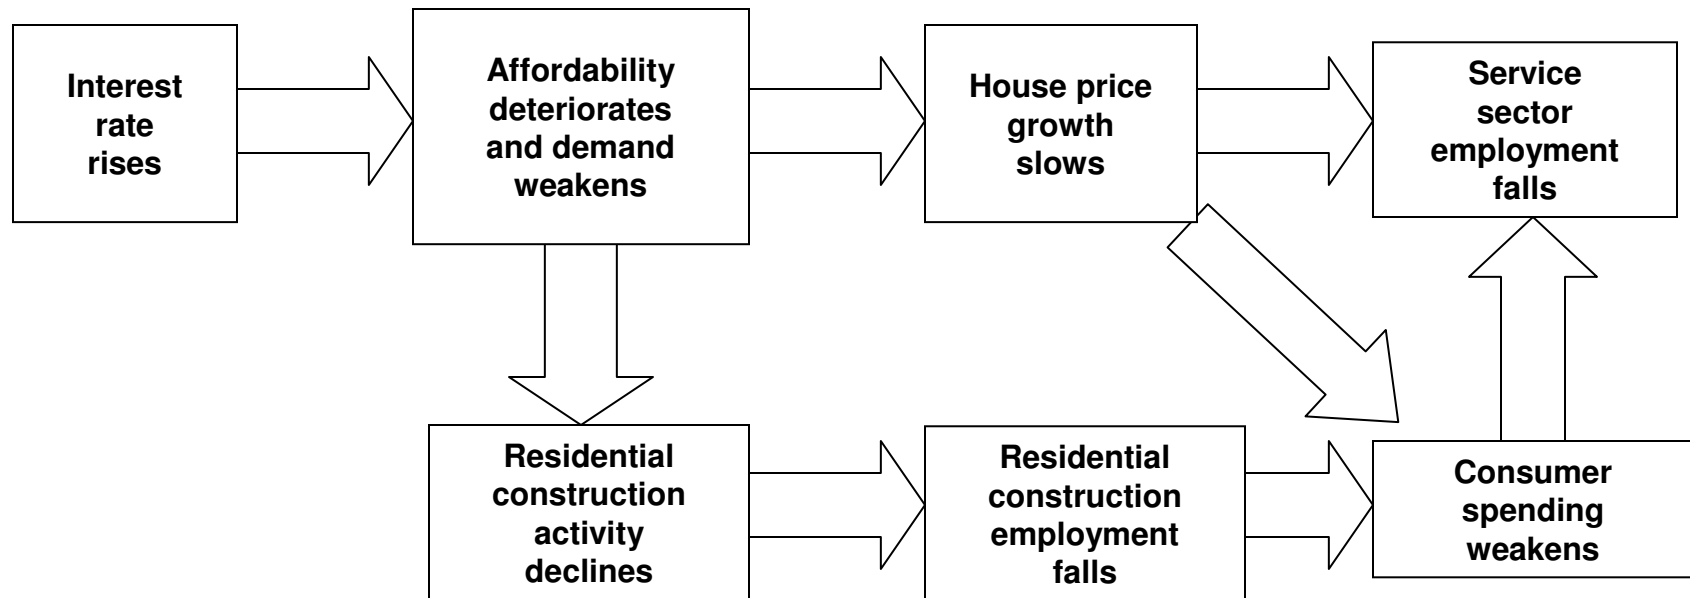 Interest
rate
rises
Affordability
deteriorates
and demand
weakens
House price
growth
slows
Service
sector
employment
falls
Residential
construction
activity
declines
Residential
construction
employment
falls
Consumer
spending
weakens